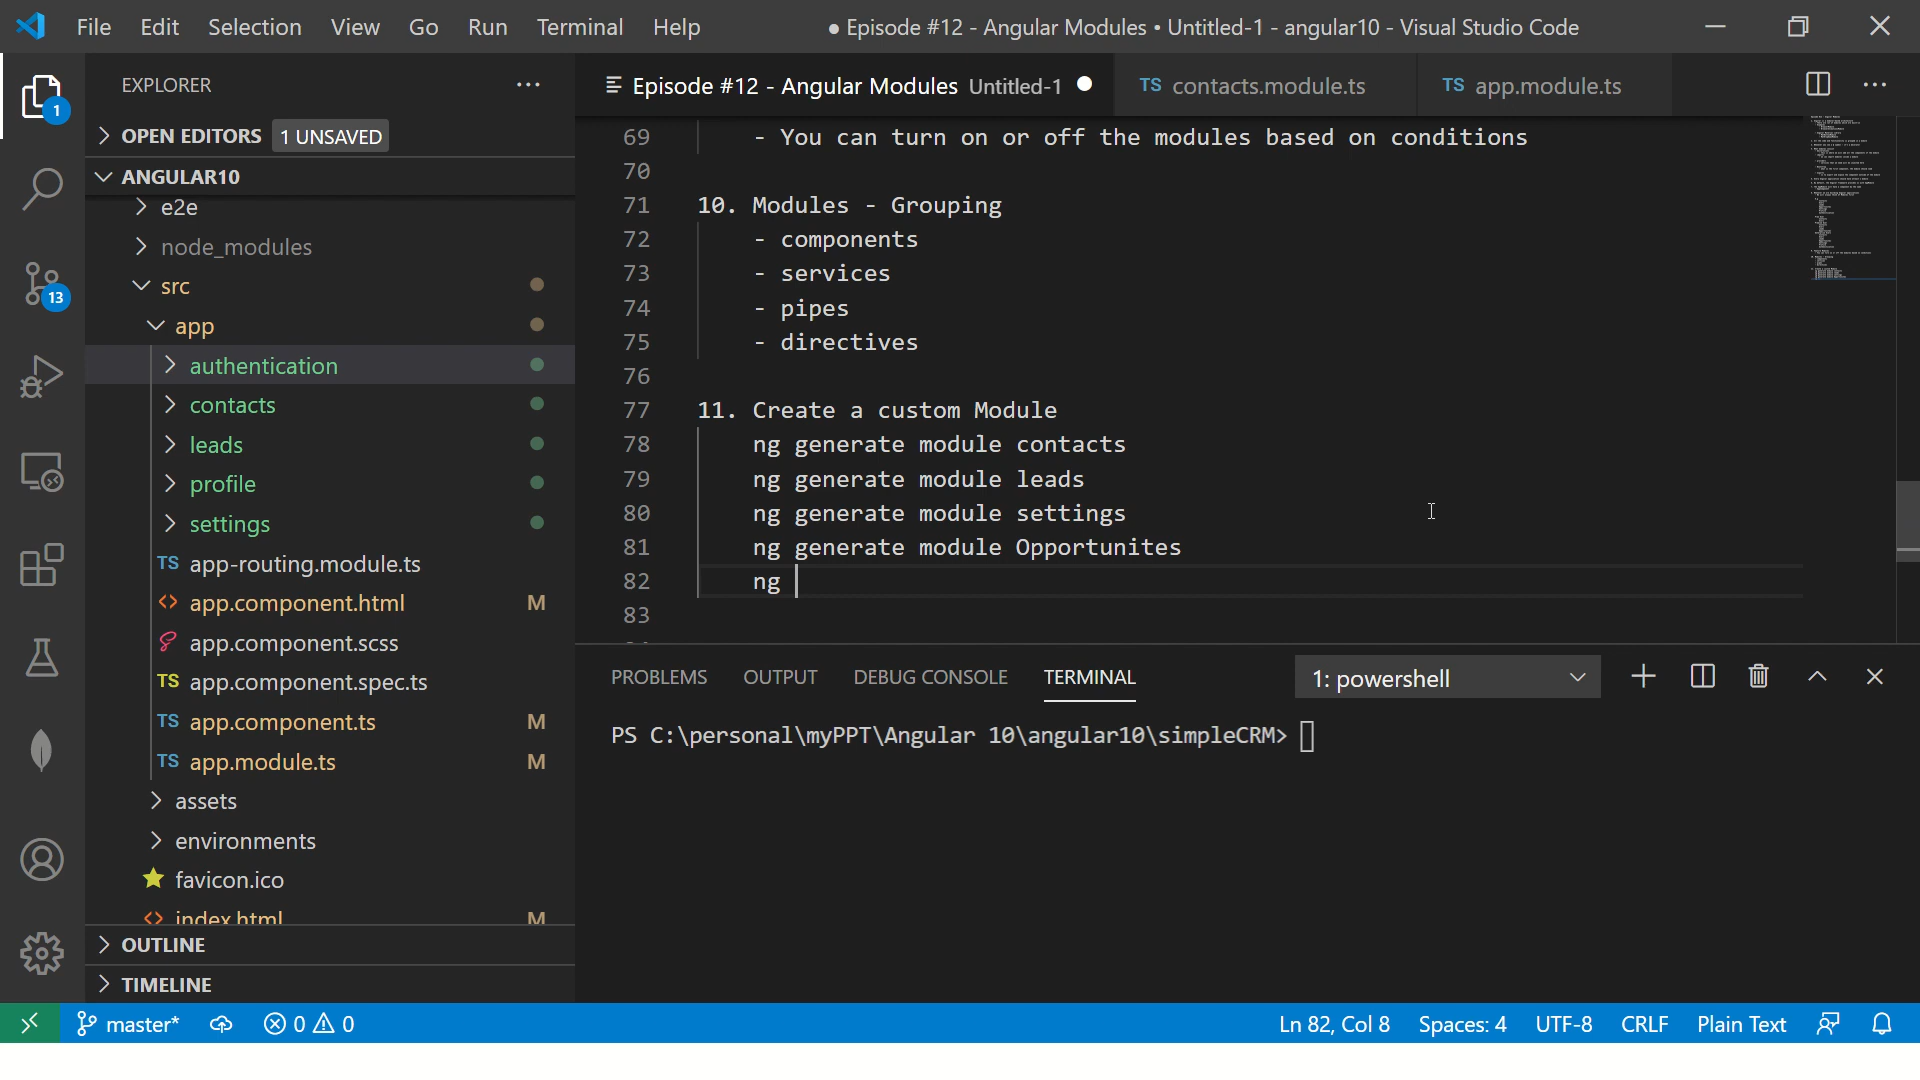 File Edit Selection View Go Run Terminal Help ● Episode #12 - Angular Modules • Untitled-1 - angular10 - Visual Studio Code
EXPLORER
OPEN EDITORS 1 UNSAVED
ANGULAR10
e2e
node_modules
src
app
authentication
contacts
leads
profile
settings
TS app-routing.module.ts
<> app.component.html M
app.component.scss
TS app.component.spec.ts
TS app.component.ts M
TS app.module.ts M
assets
environments
favicon.ico
<> index.html M
OUTLINE
TIMELINE
1
13
Episode #12 - Angular Modules Untitled-1 ●
TS contacts.module.ts
TS app.module.ts
69 - You can turn on or off the modules based on conditions
70
71 10. Modules - Grouping
72 - components
73 - services
74 - pipes
75 - directives
76
77 11. Create a custom Module
78 ng generate module contacts
79 ng generate module leads
80 ng generate module settings
81 ng generate module Opportunites
82 ng
83
PROBLEMS OUTPUT DEBUG CONSOLE TERMINAL 1: powershell
PS C:\personal\myPPT\Angular 10\angular10\simpleCRM>
master* 0 0 Ln 82, Col 8 Spaces: 4 UTF-8 CRLF Plain Text